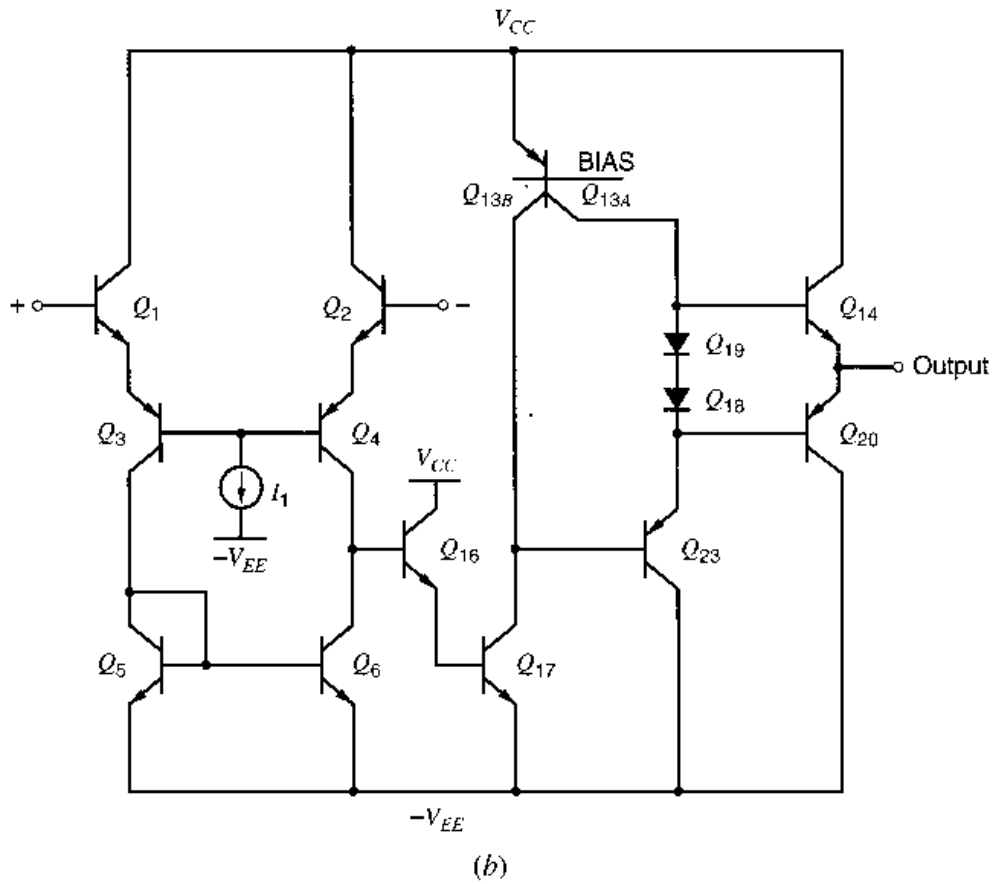 V_CC
BIAS
Q_13B Q_13A
+ Q_1 Q_2 −
Q_14
Q_19
Output
Q_18
Q_3 Q_4 Q_20
V_CC
I_1
−V_EE
Q_16 Q_23
Q_5 Q_6 Q_17
−V_EE
(b)